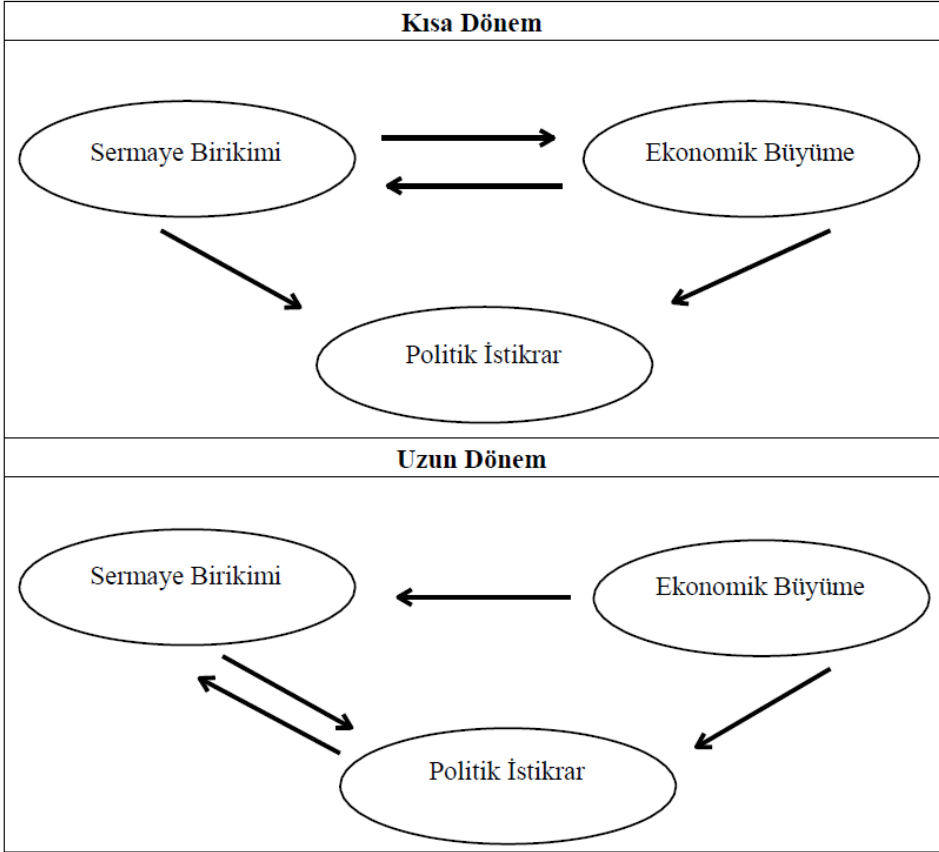 Kısa Dönem
Sermaye Birikimi
Ekonomik Büyüme
Politik İstikrar
Uzun Dönem
Sermaye Birikimi
Ekonomik Büyüme
Politik İstikrar